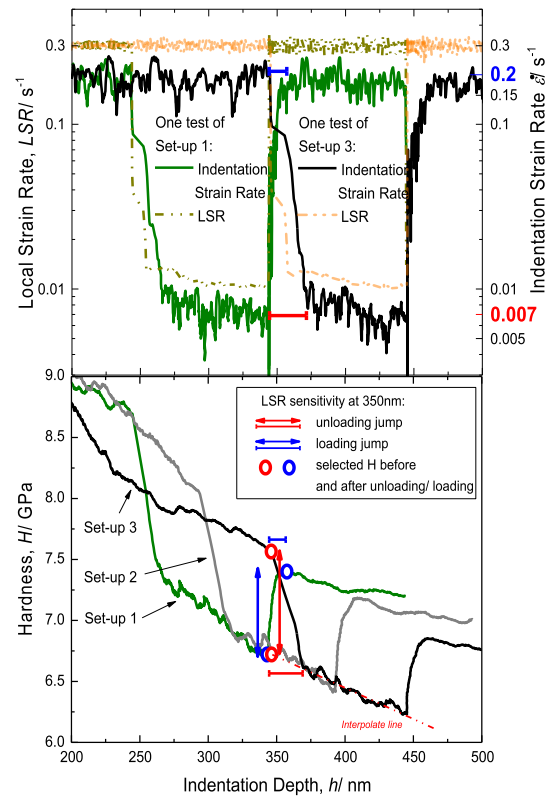 Local Strain Rate, LSR/ s⁻¹
0.3
0.1
0.01
One test of
Set-up 1:
Indentation
Strain Rate
LSR
One test of
Set-up 3:
Indentation
Strain Rate
LSR
0.3
0.2
0.15
0.1
0.01
0.007
0.005
Indentation Strain Rate ε̇/ s⁻¹
Hardness, H/ GPa
9.0
8.5
8.0
7.5
7.0
6.5
6.0
LSR sensitivity at 350nm:
unloading jump
loading jump
selected H before
and after unloading/ loading
Set-up 3
Set-up 2
Set-up 1
Interpolate line
200 250 300 350 400 450 500
Indentation Depth, h/ nm